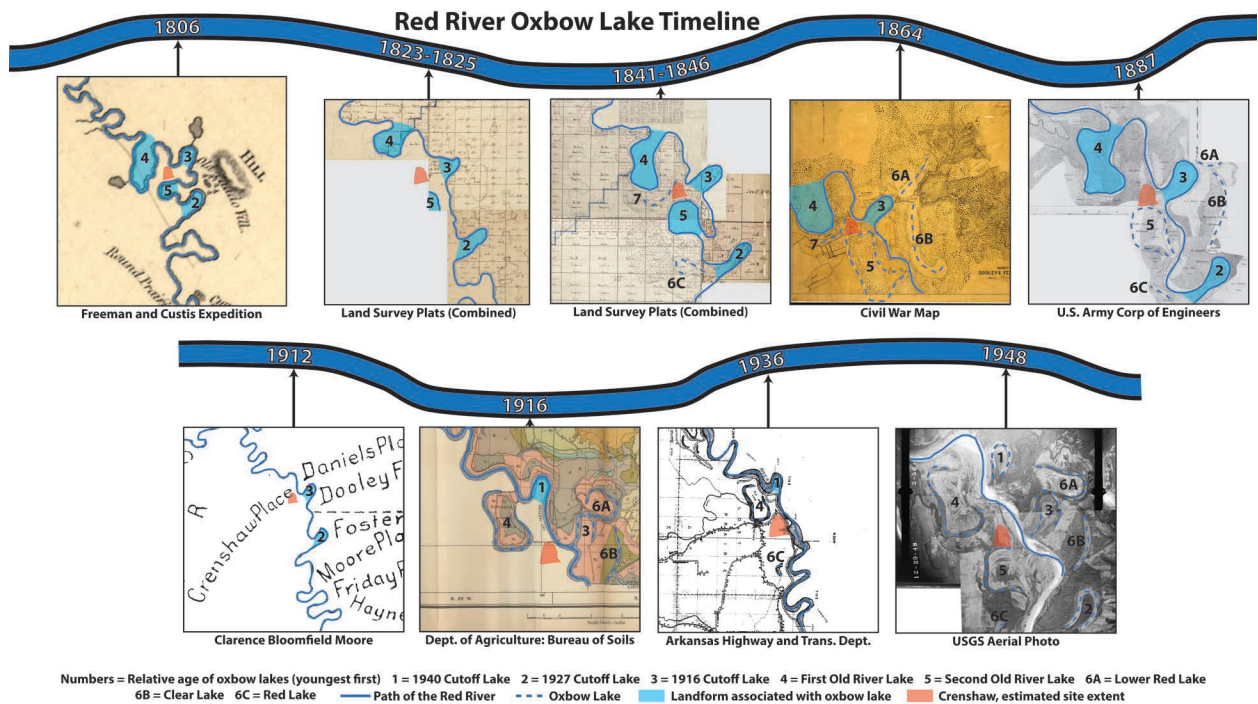 Red River Oxbow Lake Timeline
1806
1823-1825
1841-1846
1864
1887
4
3
5
2
HILL
Round Prairie
Freeman and Custis Expedition
4
3
5
2
Land Survey Plats (Combined)
4
3
7
5
2
6C
Land Survey Plats (Combined)
6A
4
3
7
6B
5
Civil War Map
4
6A
3
6B
5
2
6C
U.S. Army Corp of Engineers
1912
1916
1936
1948
R
Crenshaw Place
3
Daniels Pla
Dooley F
2
Foster
Moore Pla
Friday F
Hayne
Clarence Bloomfield Moore
1
4
6A
3
6B
Dept. of Agriculture: Bureau of Soils
1
4
6C
Arkansas Highway and Trans. Dept.
1
4
6A
3
6B
5
6C
2
12-23-48
USGS Aerial Photo
Numbers = Relative age of oxbow lakes (youngest first) 1 = 1940 Cutoff Lake 2 = 1927 Cutoff Lake 3 = 1916 Cutoff Lake 4 = First Old River Lake 5 = Second Old River Lake 6A = Lower Red Lake
6B = Clear Lake 6C = Red Lake Path of the Red River Oxbow Lake Landform associated with oxbow lake Crenshaw, estimated site extent